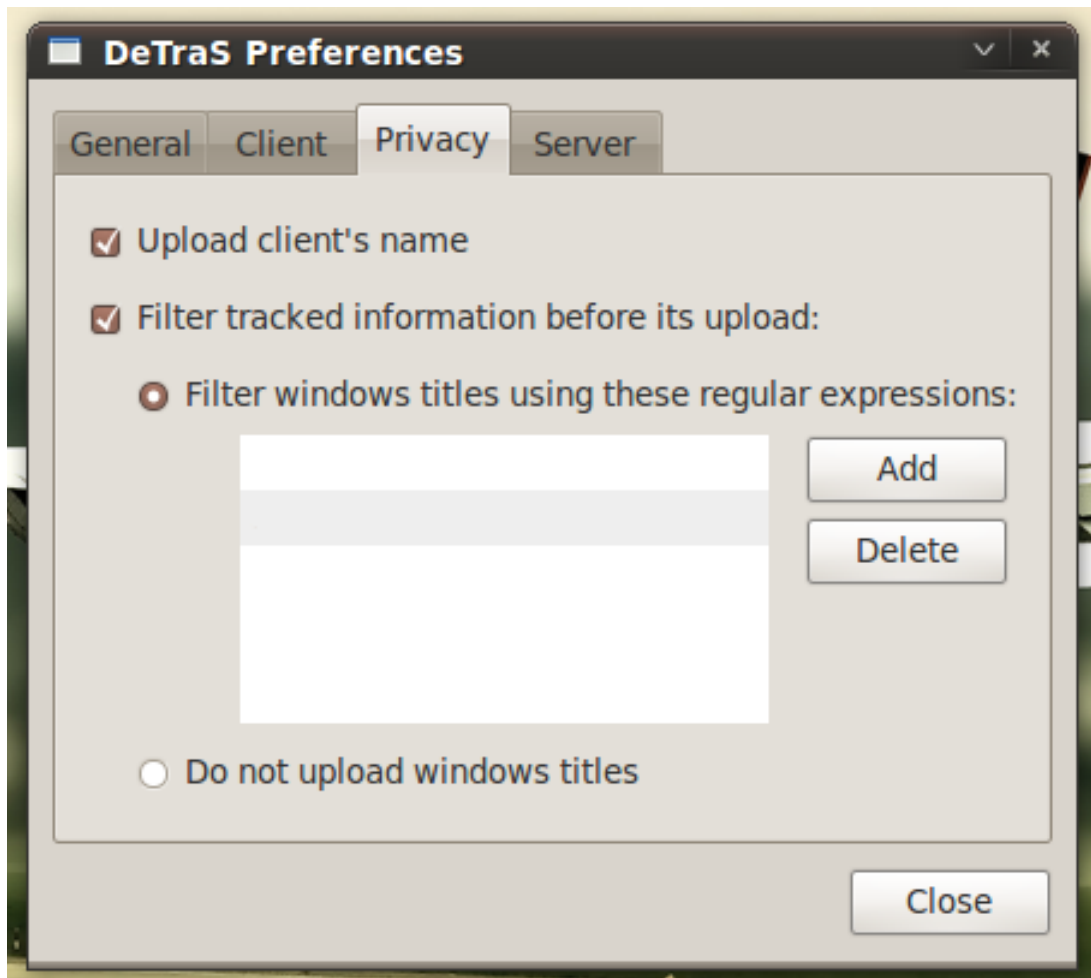 DeTraS Preferences
General Client Privacy Server
Upload client's name
Filter tracked information before its upload:
Filter windows titles using these regular expressions:
Add
Delete
Do not upload windows titles
Close